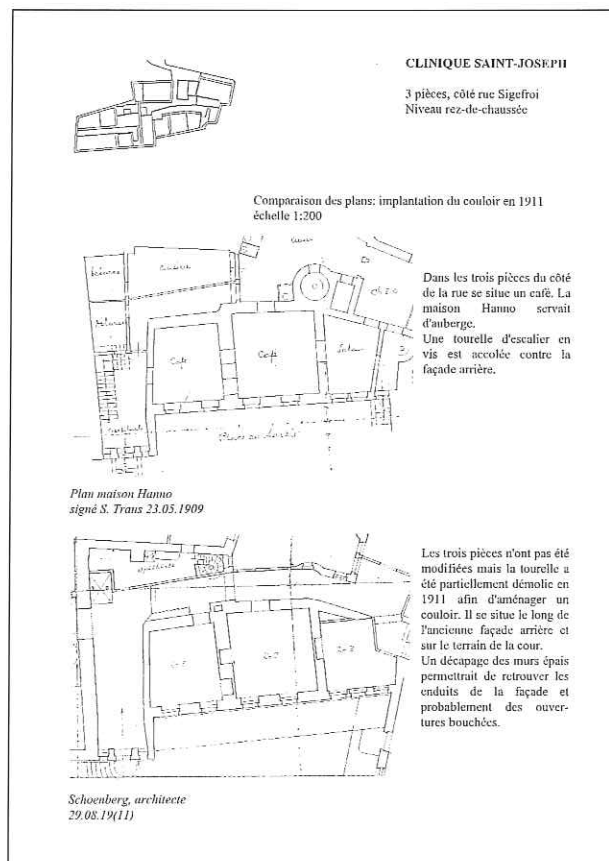 CLINIQUE SAINT-JOSEPH
3 pièces, côté rue Sigefroi
Niveau rez-de-chaussée
Comparaison des plans: implantation du couloir en 1911
échelle 1:200
Café
Café
Dans les trois pièces du côté
de la rue se situe un café. La
maison Hanno servait
d'auberge.
Une tourelle d'escalier en
vis est accolée contre la
façade arrière.
Plan maison Hanno
signé S. Traus 23.05.1909
Les trois pièces n'ont pas été
modifiées mais la tourelle a
été partiellement démolie en
1911 afin d'aménager un
couloir. Il se situe le long de
l'ancienne façade arrière et
sur le terrain de la cour.
Un décapage des murs épais
permettrait de retrouver les
enduits de la façade et
probablement des ouver-
tures bouchées.
Schoenberg, architecte
29.08.19(11)